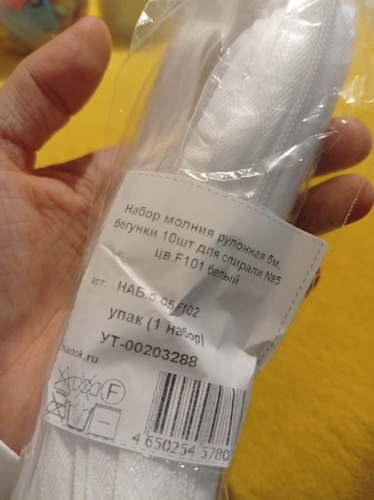 Набор молния рулонная 5м,
бегунки 10шт для спирали №5
цв.F101 белый
арт:
упак (1 набор)
УТ-00203288
F
4 650254 5780